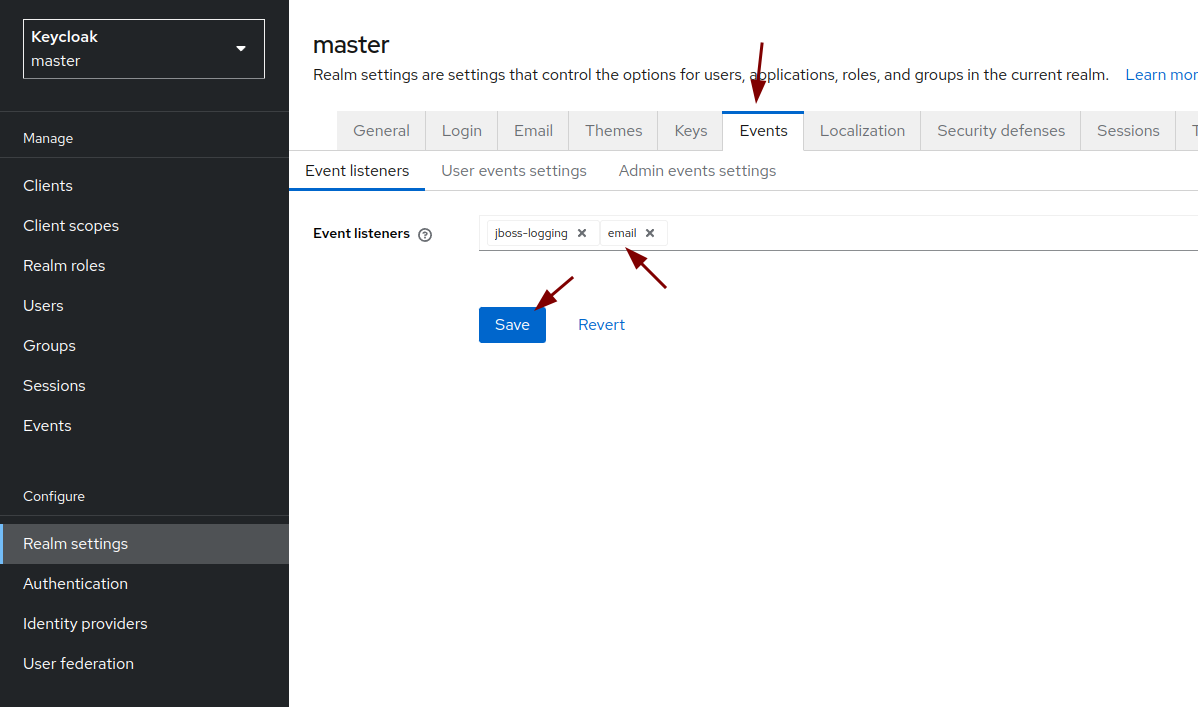 Keycloak
master
Manage
Clients
Client scopes
Realm roles
Users
Groups
Sessions
Events
Configure
Realm settings
Authentication
Identity providers
User federation
master
Realm settings are settings that control the options for users, applications, roles, and groups in the current realm. Learn mor
General Login Email Themes Keys Events Localization Security defenses Sessions T
Event listeners User events settings Admin events settings
Event listeners jboss-logging email
Save Revert